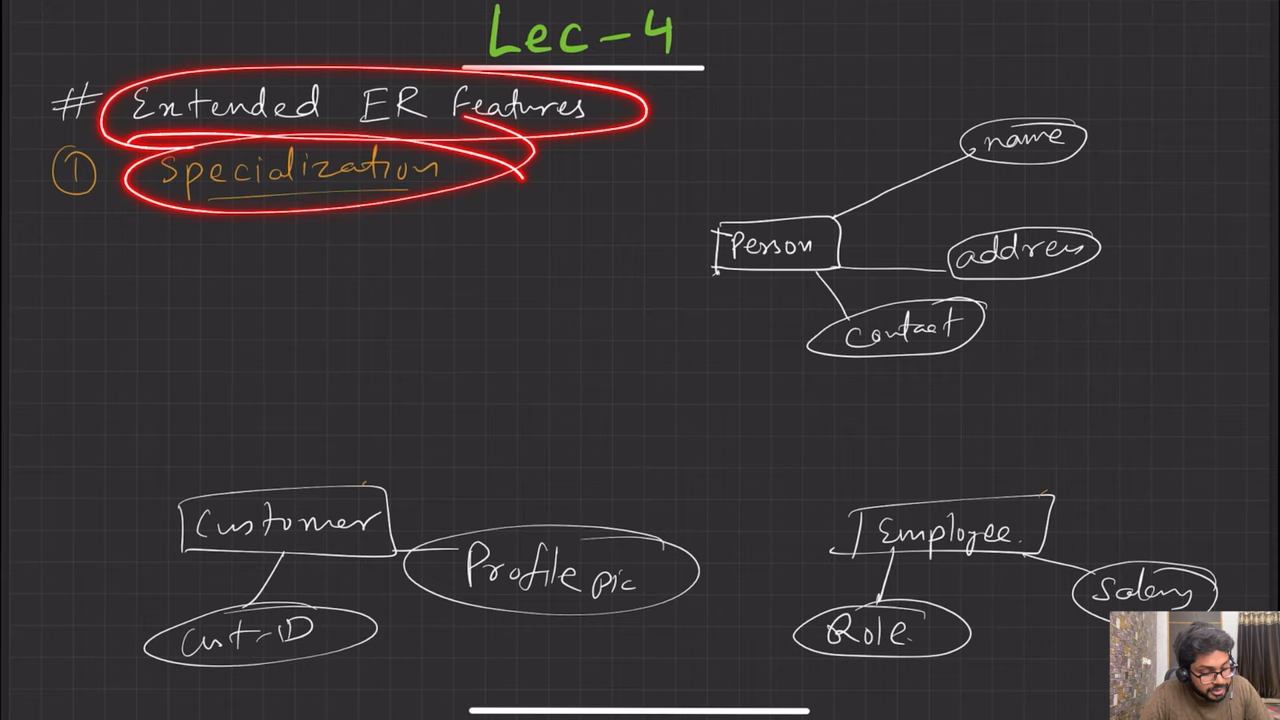 Lec-4
# Extended ER features
① Specialization
name
Person
address
contact
Customer
Profile pic
Cust-ID
Employee.
Salary
Role.